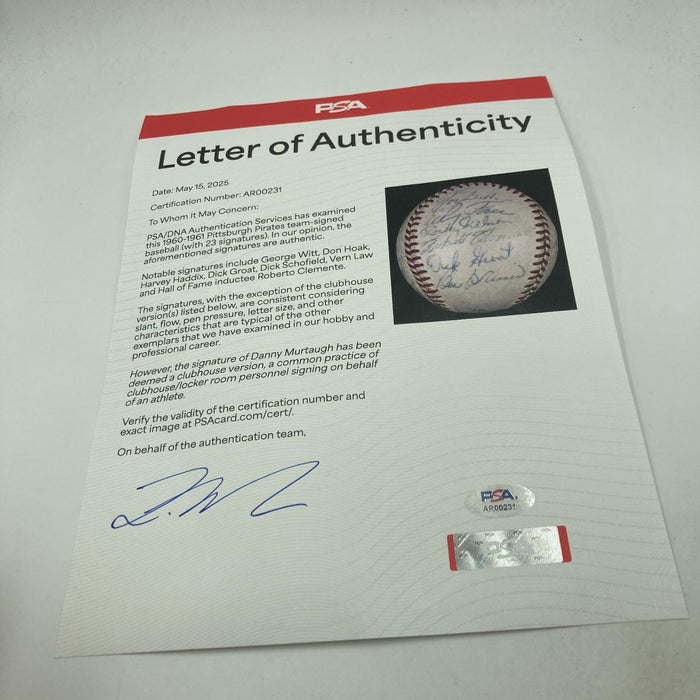 PSA
Letter of Authenticity
Date: May 15, 2025
Certification Number: AR00231
To Whom It May Concern:
PSA/DNA Authentication Services has examined
this 1960-1961 Pittsburgh Pirates team-signed
baseball (with 23 signatures). In our opinion, the
aforementioned signatures are authentic.
Notable signatures include George Witt, Don Hoak,
Harvey Haddix, Dick Groat, Dick Schofield, Vern Law
and Hall of Fame inductee Roberto Clemente.
The signatures, with the exception of the clubhouse
version(s) listed below, are consistent considering
slant, flow, pen pressure, letter size, and other
characteristics that are typical of the other
exemplars that we have examined in our hobby and
professional career.
However, the signature of Danny Murtaugh has been
deemed a clubhouse version, a common practice of
clubhouse/locker room personnel signing on behalf
of an athlete.
Verify the validity of the certification number and
exact image at PSAcard.com/cert/.
On behalf of the authentication team,
PSA
AR00231
PSA